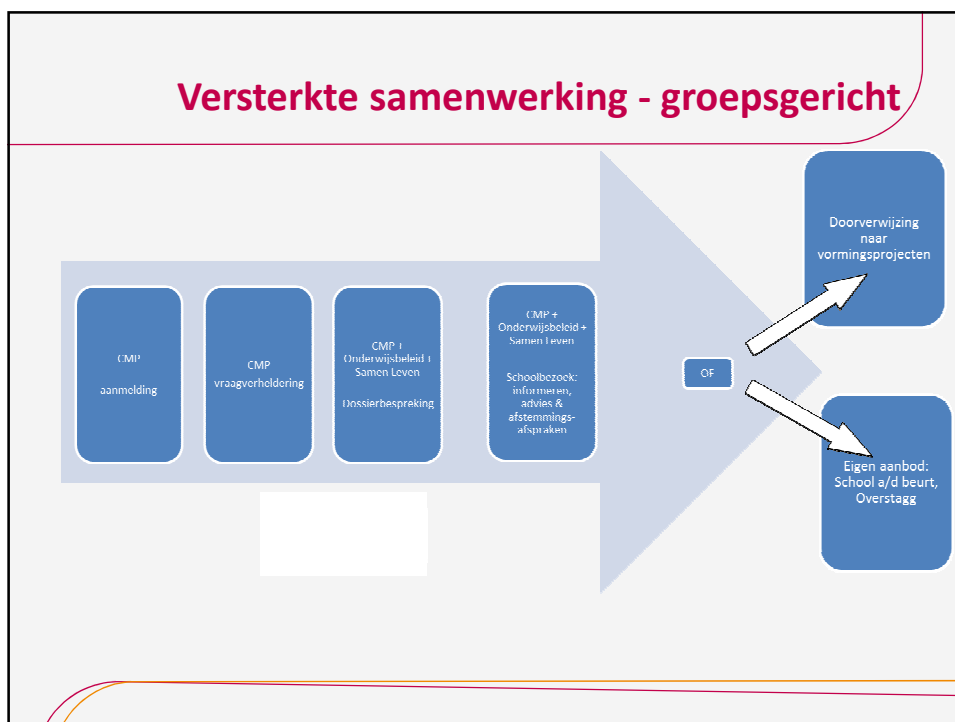 Versterkte samenwerking - groepsgericht
CMP
aanmelding
CMP
vraagverheldering
CMP +
Onderwijsbeleid +
Samen Leven
Dossierbespreking
CMP +
Onderwijsbeleid +
Samen Leven
Schoolbezoek:
informeren,
advies &
afstemmings-
afspraken
OF
Doorverwijzing
naar
vormingsprojecten
Eigen aanbod:
School a/d beurt,
Overstagg